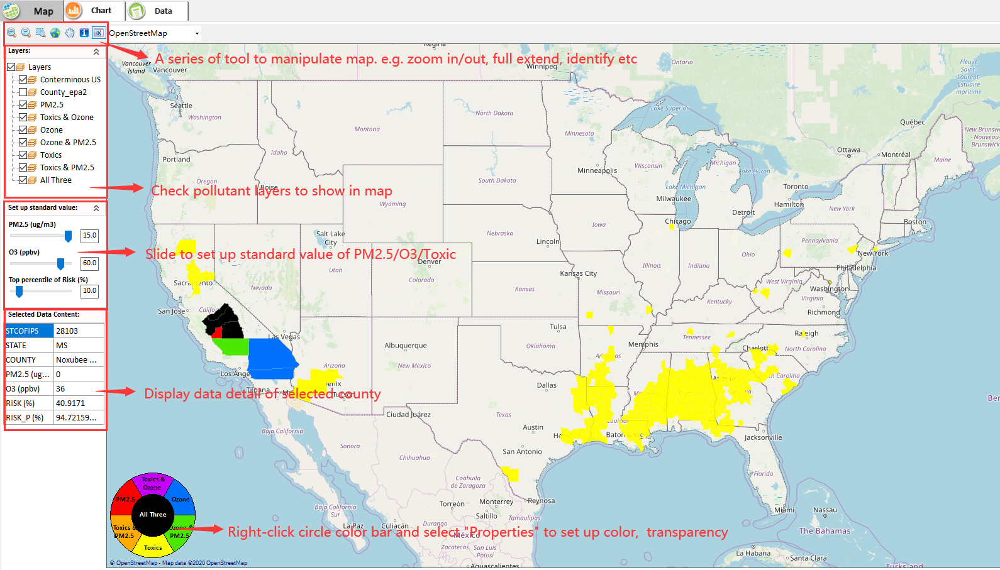 Map
Chart
Data
OpenStreetMap
Layers:
Layers
Conterminous US
County_epa2
PM2.5
Toxics & Ozone
Ozone
Ozone & PM2.5
Toxics
Toxics & PM2.5
All Three
Set up standard value:
PM2.5 (ug/m3)
15.0
O3 (ppbv)
60.0
Top percentile of Risk (%)
10.0
Selected Data Content:
STCOFIPS 28103
STATE MS
COUNTY Noxubee ...
PM2.5 (ug... 0
O3 (ppbv) 36
RISK (%) 40.9171
RISK_P (%) 94.72159...
A series of tool to manipulate map. e.g. zoom in/out, full extend, identify etc
Check pollutant layers to show in map
Slide to set up standard value of PM2.5/O3/Toxic
Display data detail of selected county
Right-click circle color bar and select "Properties" to set up color, transparency
Regina
Vancouver
Island
Vancouver
Winnipeg
Ontario
Fleuve
Saint-
Laurent,
Estuaire
maritime
Seattle
Washington
Montana
North Dakota
Minnesota
Lake Superior
Québec
New Brunswick
- Nouveau-
Brunswick
Ottawa
Montréal
Maine
Portland
Idaho
Oregon
Boise
Wyoming
South Dakota
Minneapolis
Wisconsin
Michigan
Lake Huron
Lake Michigan
Milwaukee
Toronto
Hamilton
Detroit
New York
Boston
Chicago
Iowa
Nebraska
Lincoln
Salt Lake
City
Denver
Utah
Colorado
Nevada
Sacramento
San Jose
Kansas City
Kansas
Missouri
Illinois
Indiana
Ohio
Pennsylvania
New York
Philadelphia
West Virginia
Washington
Virginia
Richmond
Kentucky
Las Vegas
Albuquerque
New Mexico
Arizona
Tulsa
Oklahoma
Memphis
Tennessee
Raleigh
North Carolina
Dallas
Texas
Austin
San Antonio
Jacksonville
Florida
Miami
Nassau
The Bahamas
La Habana
Santa Clara
Tijuana
Ciudad Juárez
Baja California
Sonora
Chihuahua
Coahuila
de Zaragoza
Monterrey
Reynosa
Torreón
Saltillo
Tamaulipas
Baja California
Sur
La Paz
Culiacán
Durango
México
Zacatecas
San Luis
Potosí
Aguascalientes
Toxics &
Ozone
PM2.5
Ozone
All Three
Toxics &
PM2.5
Ozone &
PM2.5
Toxics
© OpenStreetMap - Map data ©2020 OpenStreetMap